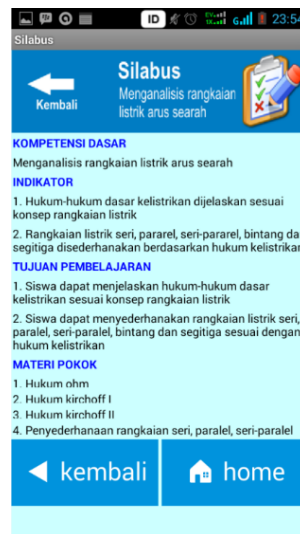 ID
23:54
Silabus
Silabus
Menganalisis rangkaian
listrik arus searah
Kembali
KOMPETENSI DASAR
Menganalisis rangkaian listrik arus searah
INDIKATOR
1. Hukum-hukum dasar kelistrikan dijelaskan sesuai
konsep rangkaian listrik
2. Rangkaian listrik seri, pararel, seri-pararel, bintang da
segitiga disederhanakan berdasarkan hukum kelistrikan
TUJUAN PEMBELAJARAN
1. Siswa dapat menjelaskan hukum-hukum dasar
kelistrikan sesuai konsep rangkaian listrik
2. Siswa dapat menyederhanakan rangkaian listrik seri,
paralel, seri-paralel, bintang dan segitiga sesuai dengan
hukum kelistrikan
MATERI POKOK
1. Hukum ohm
2. Hukum kirchoff I
3. Hukum kirchoff II
4. Penyederhanaan rangkaian seri, paralel, seri-paralel
kembali
home